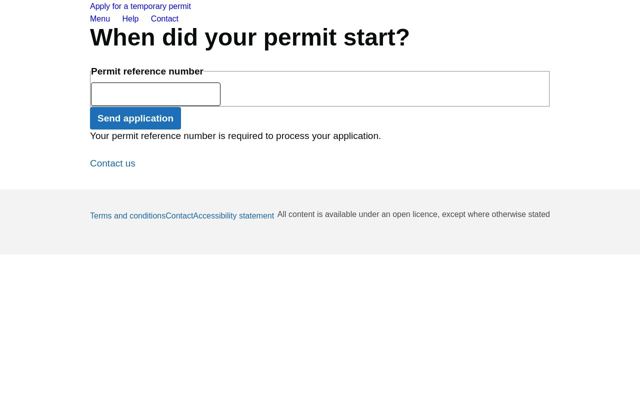 Apply for a temporary permit
Menu Help Contact
When did your permit start?
Permit reference number
Send application
Your permit reference number is required to process your application.
Contact us
Terms and conditionsContactAccessibility statement All content is available under an open licence, except where otherwise stated